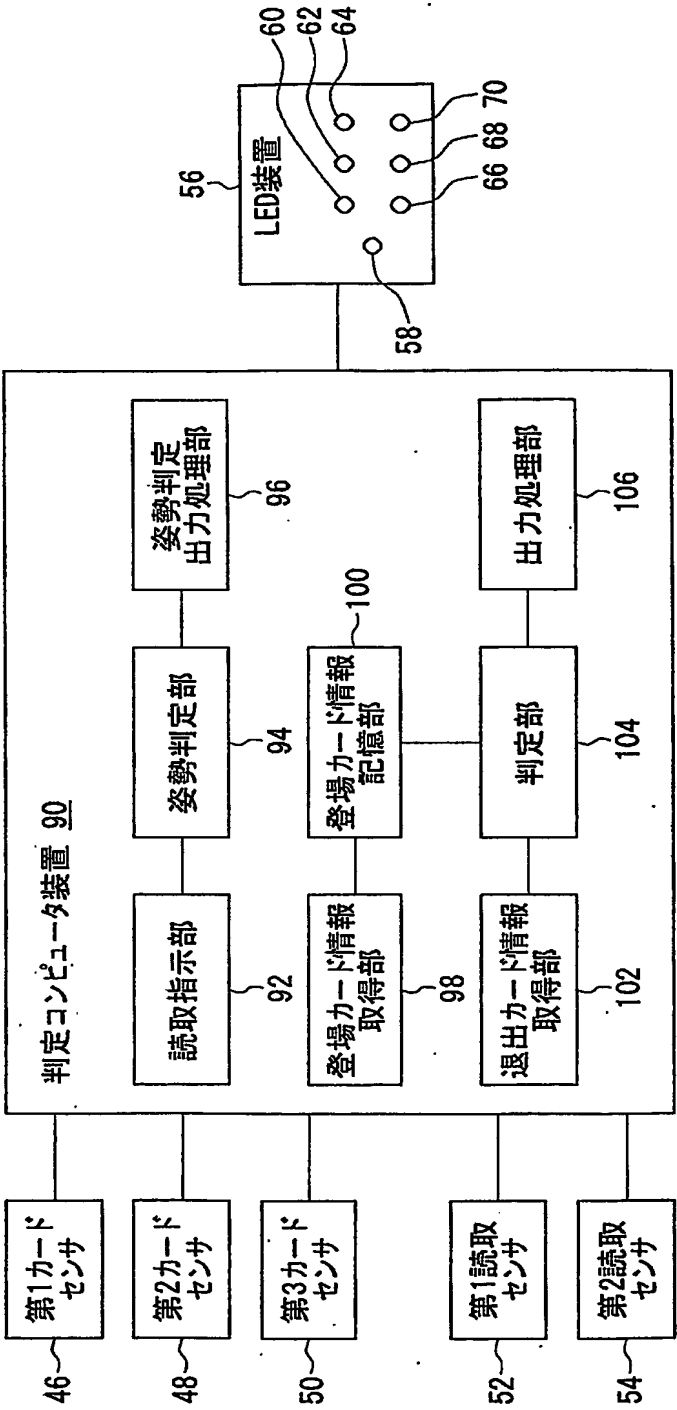 第1カード
センサ
46
第2カード
センサ
48
第3カード
センサ
50
第1読取
センサ
52
第2読取
センサ
54
判定コンピュータ装置 90
読取指示部
92
姿勢判定部
94
姿勢判定
出力処理部
96
登場カード情報
取得部
98
登場カード情報
記憶部
100
退出カード情報
取得部
102
判定部
104
出力処理部
106
56
LED装置
58
60
62
64
66
68
70